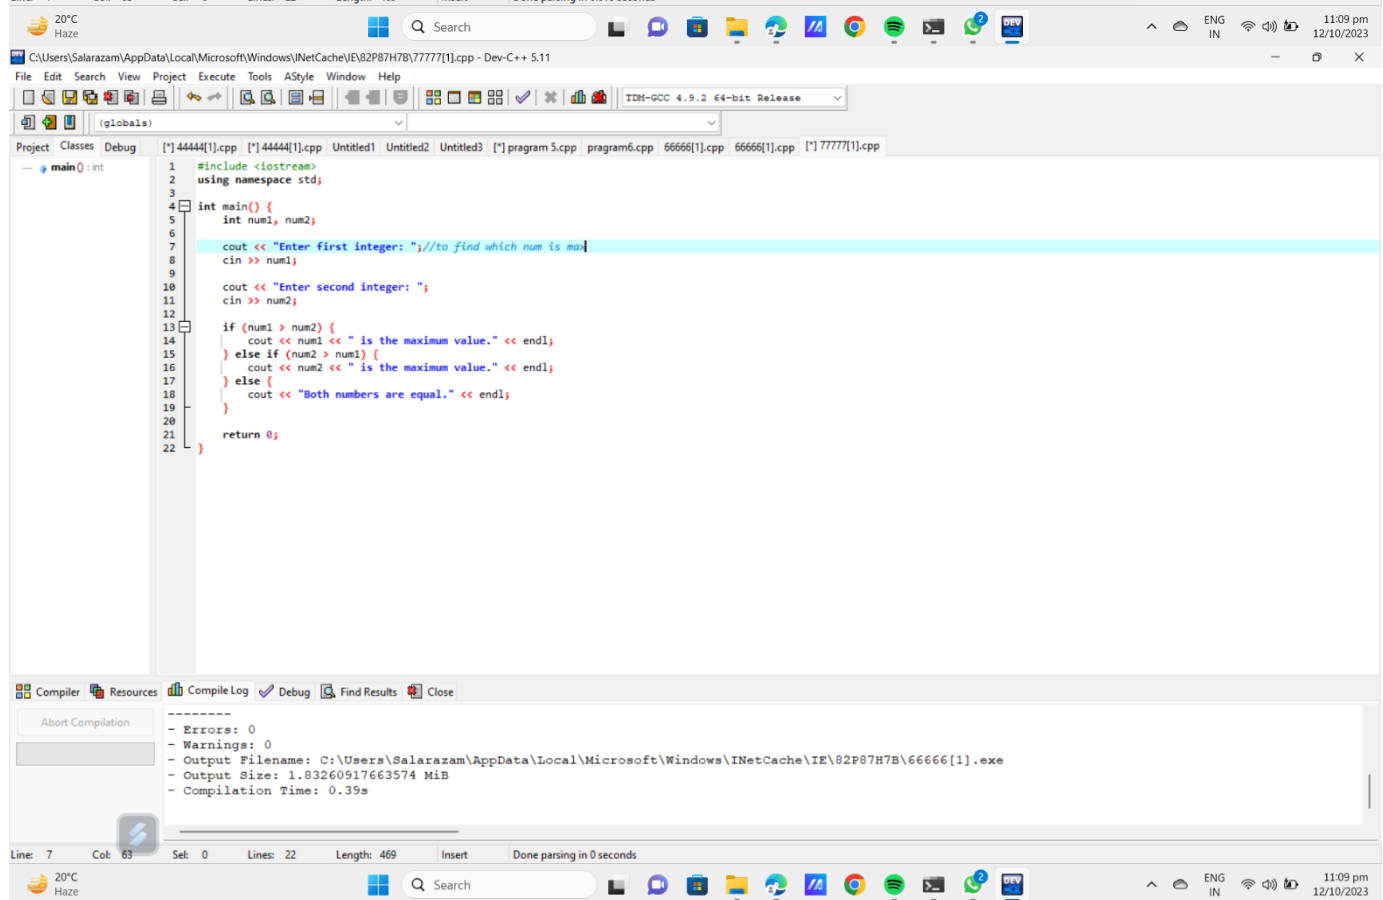 20°C
Haze
Search
ENG
IN
11:09 pm
12/10/2023
C:\Users\Salarazam\AppData\Local\Microsoft\Windows\INetCache\IE\82P87H7B\77777[1].cpp - Dev-C++ 5.11
File Edit Search View Project Execute Tools AStyle Window Help
TDM-GCC 4.9.2 64-bit Release
(globals)
Project Classes Debug [*] 44444[1].cpp [*] 44444[1].cpp Untitled1 Untitled2 Untitled3 [*] pragram 5.cpp pragram6.cpp 66666[1].cpp 66666[1].cpp [*] 77777[1].cpp
main () : int
1 #include <iostream>
2 using namespace std;
3
4 int main() {
5 int num1, num2;
6
7 cout << "Enter first integer: ";//to find which num is max
8 cin >> num1;
9
10 cout << "Enter second integer: ";
11 cin >> num2;
12
13 if (num1 > num2) {
14 cout << num1 << " is the maximum value." << endl;
15 } else if (num2 > num1) {
16 cout << num2 << " is the maximum value." << endl;
17 } else {
18 cout << "Both numbers are equal." << endl;
19 }
20
21 return 0;
22 }
Compiler Resources Compile Log Debug Find Results Close
Abort Compilation
--------
- Errors: 0
- Warnings: 0
- Output Filename: C:\Users\Salarazam\AppData\Local\Microsoft\Windows\INetCache\IE\82P87H7B\66666[1].exe
- Output Size: 1.83260917663574 MiB
- Compilation Time: 0.39s
Line: 7 Col: 63 Sel: 0 Lines: 22 Length: 469 Insert Done parsing in 0 seconds
20°C
Haze
Search
ENG
IN
11:09 pm
12/10/2023